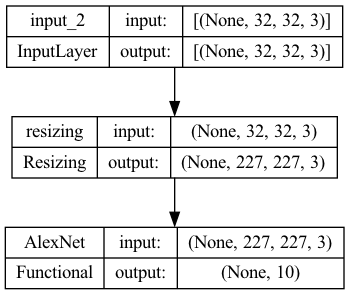 input_2 input: [(None, 32, 32, 3)]
InputLayer output: [(None, 32, 32, 3)]
resizing input: (None, 32, 32, 3)
Resizing output: (None, 227, 227, 3)
AlexNet input: (None, 227, 227, 3)
Functional output: (None, 10)